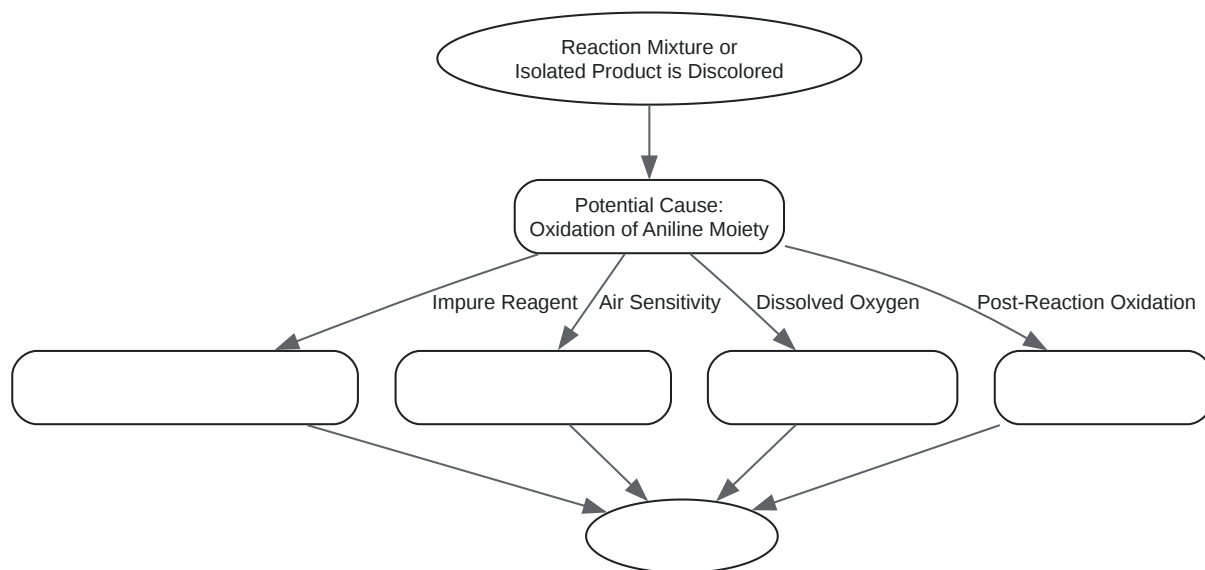 Reaction Mixture or
Isolated Product is Discolored
Potential Cause:
Oxidation of Aniline Moiety
Impure Reagent
Air Sensitivity
Dissolved Oxygen
Post-Reaction Oxidation